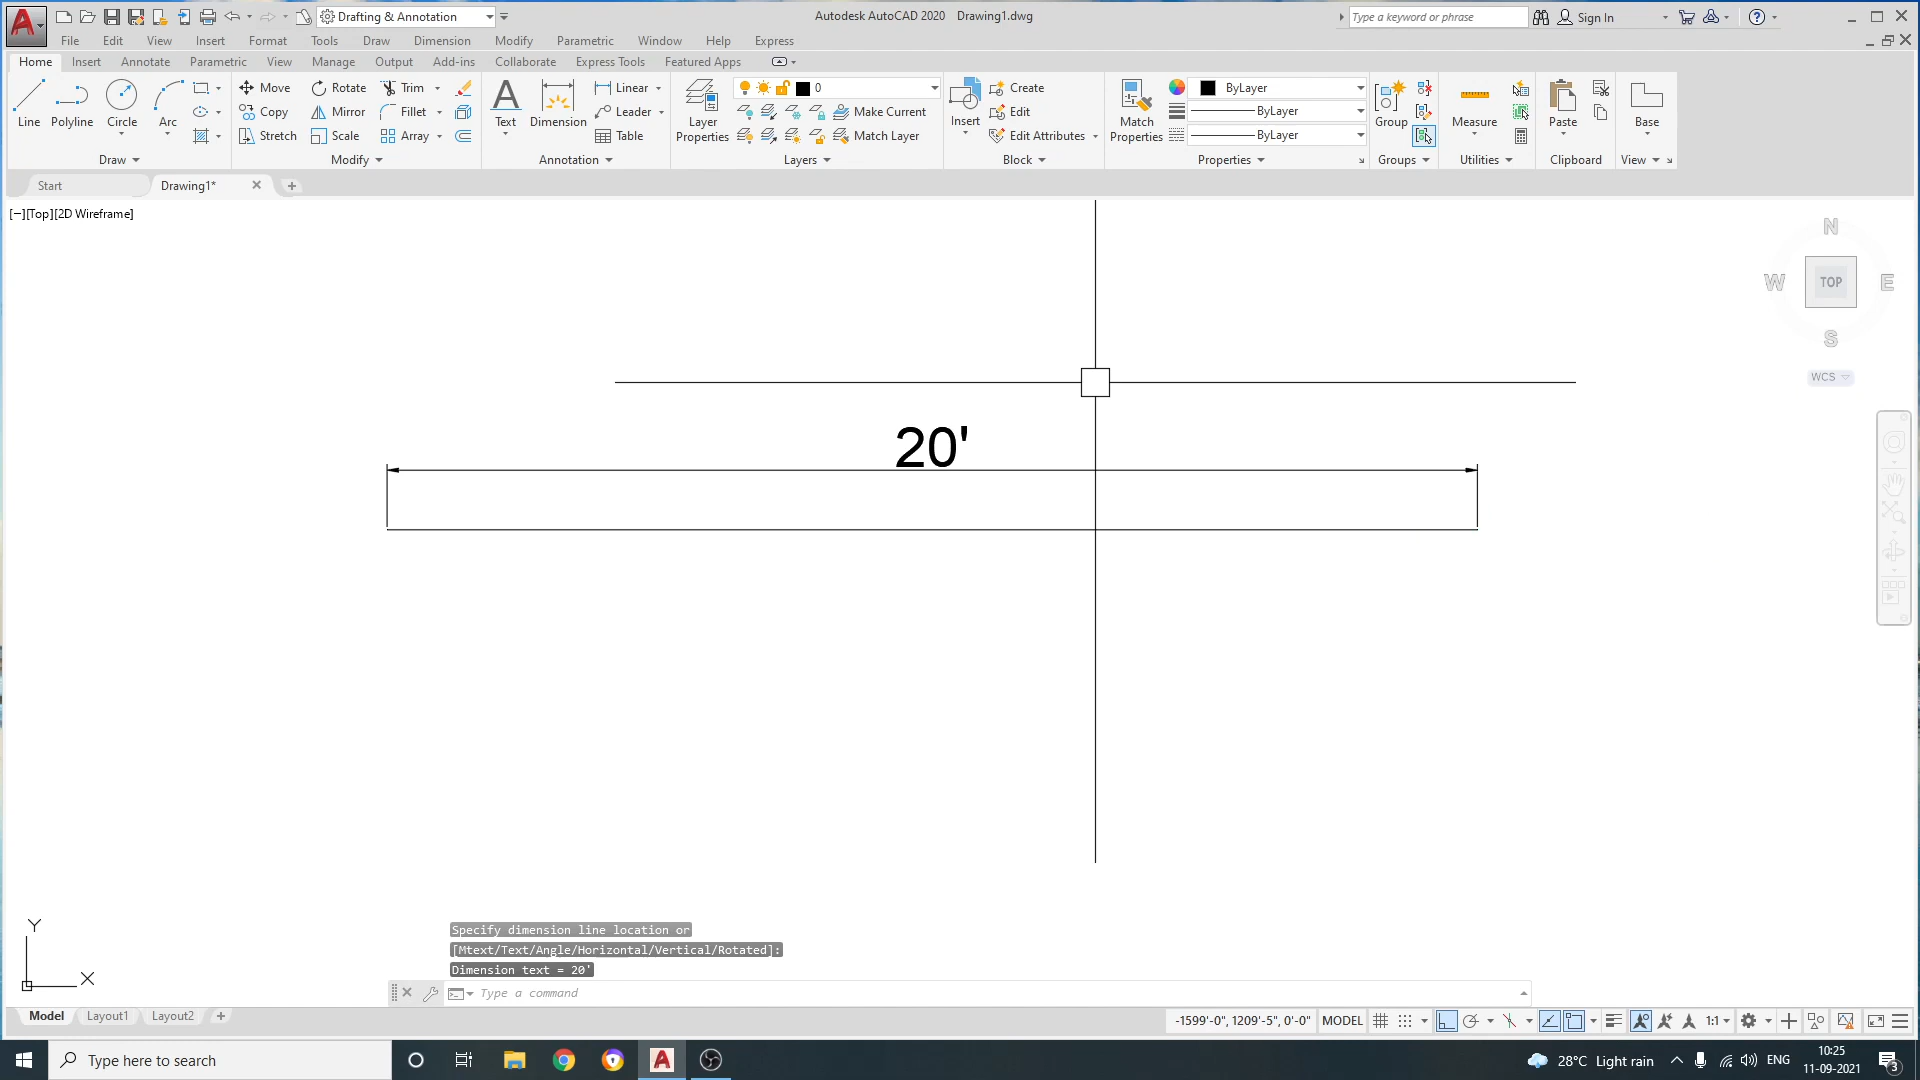 Drafting & Annotation
Autodesk AutoCAD 2020 Drawing1.dwg
Type a keyword or phrase
Sign In
File Edit View Insert Format Tools Draw Dimension Modify Parametric Window Help Express
Home Insert Annotate Parametric View Manage Output Add-ins Collaborate Express Tools Featured Apps
Line Polyline Circle Arc
Draw
Move Rotate Trim
Copy Mirror Fillet
Stretch Scale Array
Modify
Text Dimension
Linear
Leader
Table
Annotation
Layer Properties
0
Make Current
Match Layer
Layers
Insert
Create
Edit
Edit Attributes
Block
Match Properties
ByLayer
ByLayer
ByLayer
Properties
Group
Groups
Measure
Utilities
Paste
Clipboard
Base
View
Start Drawing1*
[−][Top][2D Wireframe]
N
W TOP E
S
WCS
20'
Y
X
Specify dimension line location or
[Mtext/Text/Angle/Horizontal/Vertical/Rotated]:
Dimension text = 20'
Type a command
Model Layout1 Layout2
-1599'-0", 1209'-5", 0'-0" MODEL 1:1
Type here to search
28°C Light rain ENG
10:25
11-09-2021
3